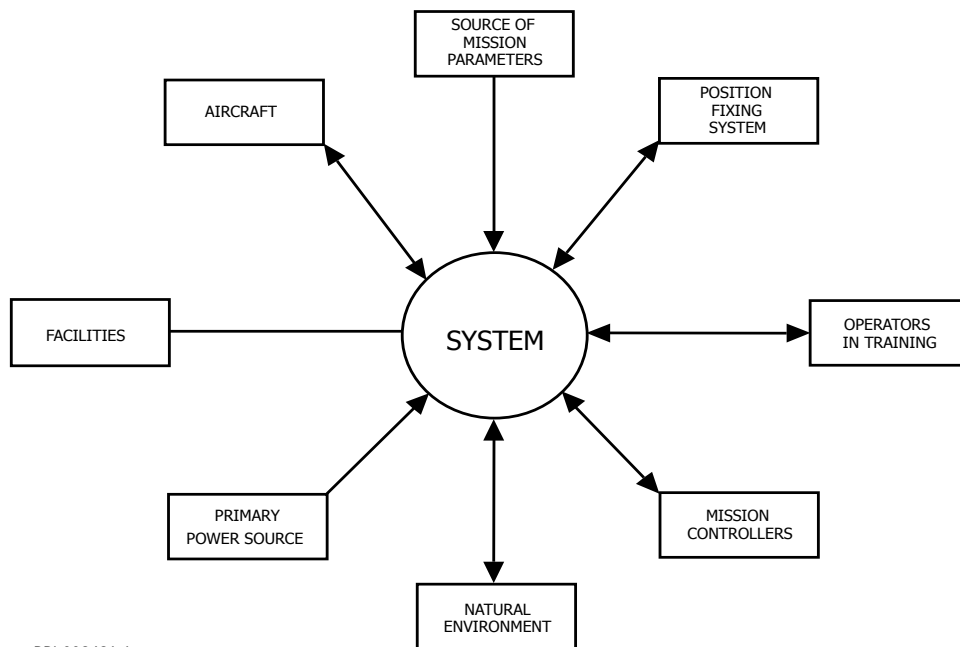 SOURCE OF
MISSION
PARAMETERS
AIRCRAFT
POSITION
FIXING
SYSTEM
FACILITIES
SYSTEM
OPERATORS
IN TRAINING
PRIMARY
POWER SOURCE
MISSION
CONTROLLERS
NATURAL
ENVIRONMENT